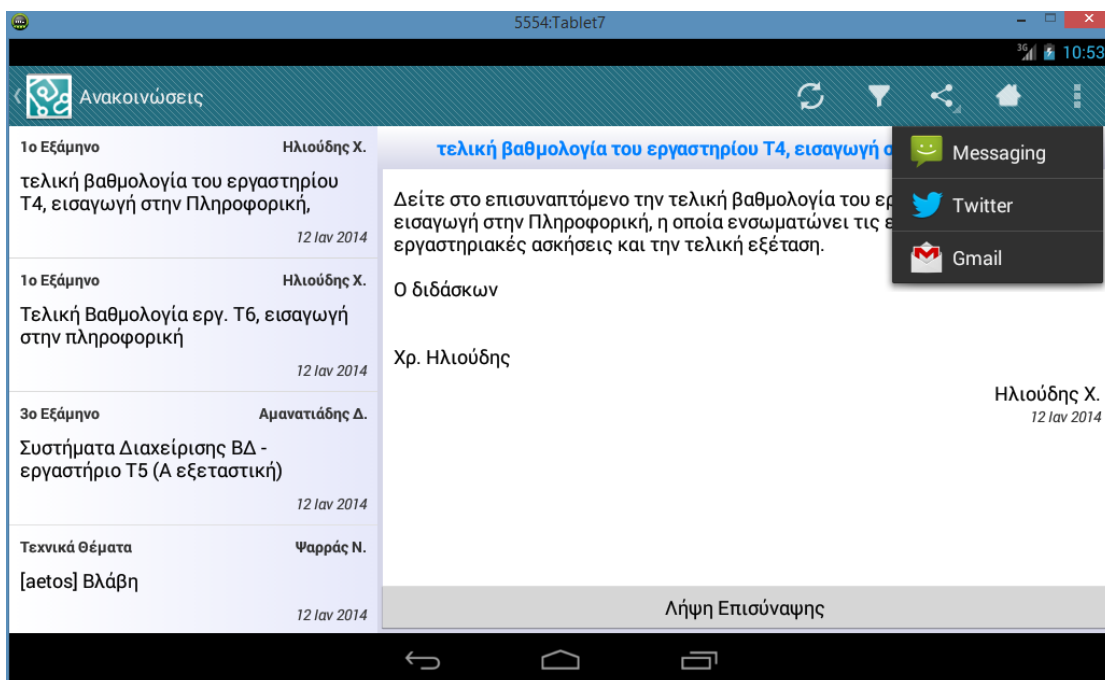 5554:Tablet7
3G 10:53
Ανακοινώσεις
1ο Εξάμηνο Ηλιούδης Χ.
τελική βαθμολογία του εργαστηρίου
Τ4, εισαγωγή στην Πληροφορική,
12 Ιαν 2014
1ο Εξάμηνο Ηλιούδης Χ.
Τελική Βαθμολογία εργ. Τ6, εισαγωγή
στην πληροφορική
12 Ιαν 2014
3ο Εξάμηνο Αμανατιάδης Δ.
Συστήματα Διαχείρισης ΒΔ -
εργαστήριο Τ5 (Α εξεταστική)
12 Ιαν 2014
Τεχνικά Θέματα Ψαρράς Ν.
[aetos] Βλάβη
12 Ιαν 2014
τελική βαθμολογία του εργαστηρίου Τ4, εισαγωγή
Δείτε στο επισυναπτόμενο την τελική βαθμολογία του
εισαγωγή στην Πληροφορική, η οποία ενσωματώνει τις
εργαστηριακές ασκήσεις και την τελική εξέταση.
Ο διδάσκων
Χρ. Ηλιούδης
Ηλιούδης Χ.
12 Ιαν 2014
Messaging
Twitter
Gmail
Λήψη Επισύναψης